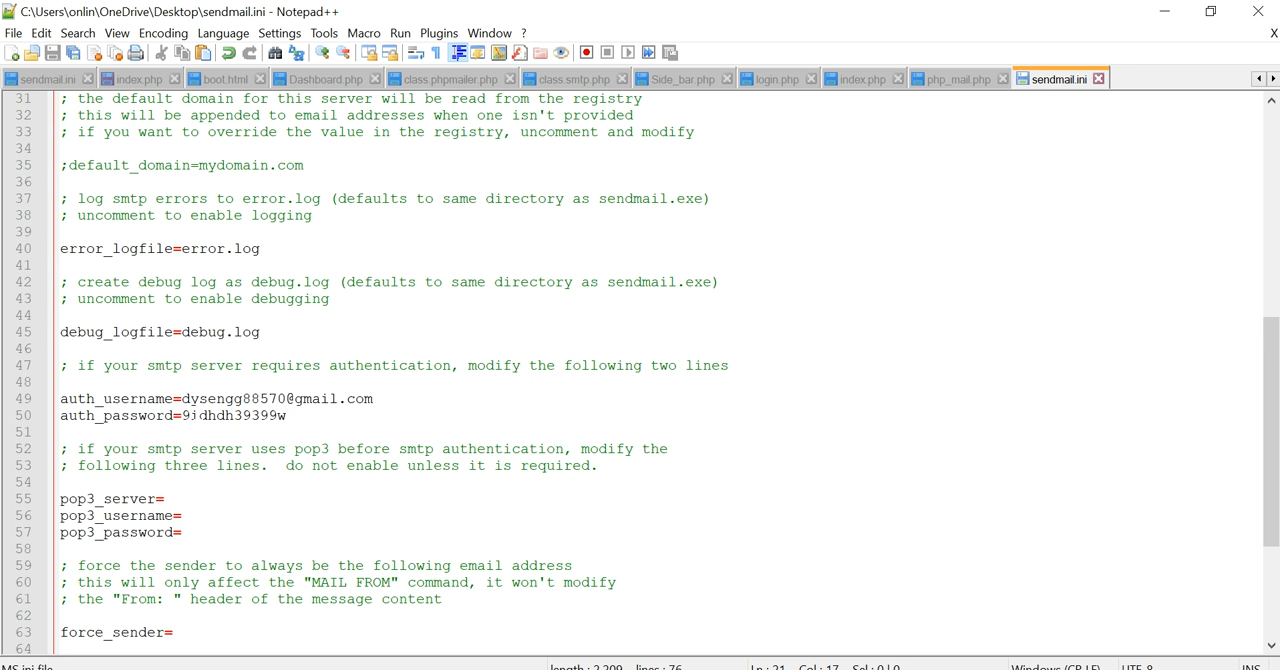 C:\Users\onlin\OneDrive\Desktop\sendmail.ini - Notepad++
File Edit Search View Encoding Language Settings Tools Macro Run Plugins Window ? X
sendmail.ini index.php boot.html Dashboard.php class.phpmailer.php class.smtp.php Side_bar.php login.php index.php php_mail.php sendmail.ini
31 ; the default domain for this server will be read from the registry
32 ; this will be appended to email addresses when one isn't provided
33 ; if you want to override the value in the registry, uncomment and modify
34
35 ;default_domain=mydomain.com
36
37 ; log smtp errors to error.log (defaults to same directory as sendmail.exe)
38 ; uncomment to enable logging
39
40 error_logfile=error.log
41
42 ; create debug log as debug.log (defaults to same directory as sendmail.exe)
43 ; uncomment to enable debugging
44
45 debug_logfile=debug.log
46
47 ; if your smtp server requires authentication, modify the following two lines
48
49 auth_username=dysengg88570@gmail.com
50 auth_password=9jdhdh39399w
51
52 ; if your smtp server uses pop3 before smtp authentication, modify the
53 ; following three lines.  do not enable unless it is required.
54
55 pop3_server=
56 pop3_username=
57 pop3_password=
58
59 ; force the sender to always be the following email address
60 ; this will only affect the "MAIL FROM" command, it won't modify
61 ; the "From: " header of the message content
62
63 force_sender=
64
MS ini file length : 2,209 lines : 76 Ln : 21 Col : 17 Sel : 0 | 0 Windows (CR LF) UTF-8 INS